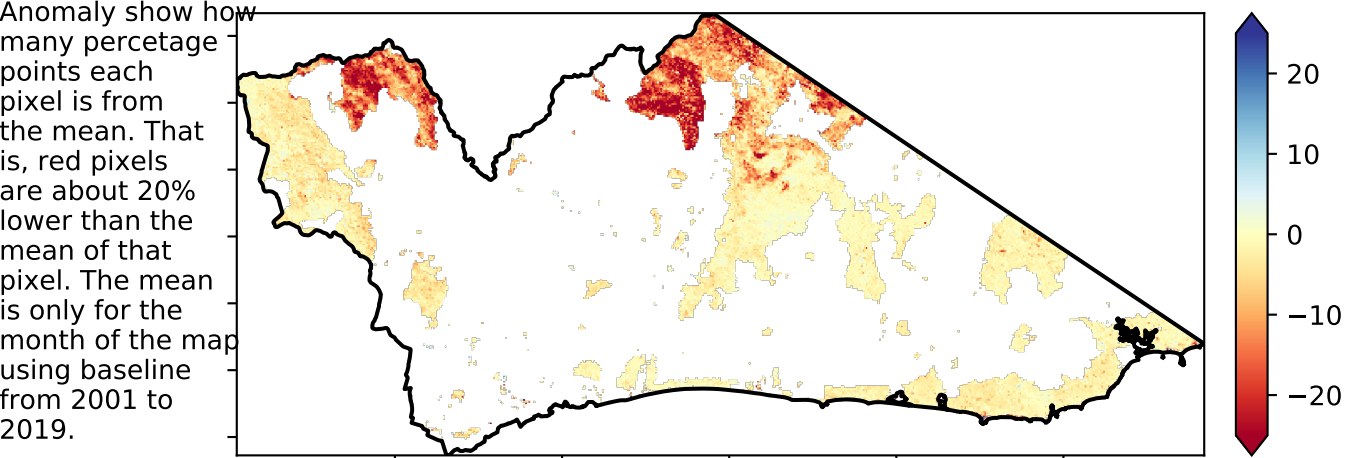 Anomaly show how
many percetage
points each
pixel is from
the mean. That
is, red pixels
are about 20%
lower than the
mean of that
pixel. The mean
is only for the
month of the map
using baseline
from 2001 to
2019.
20
10
0
−10
−20